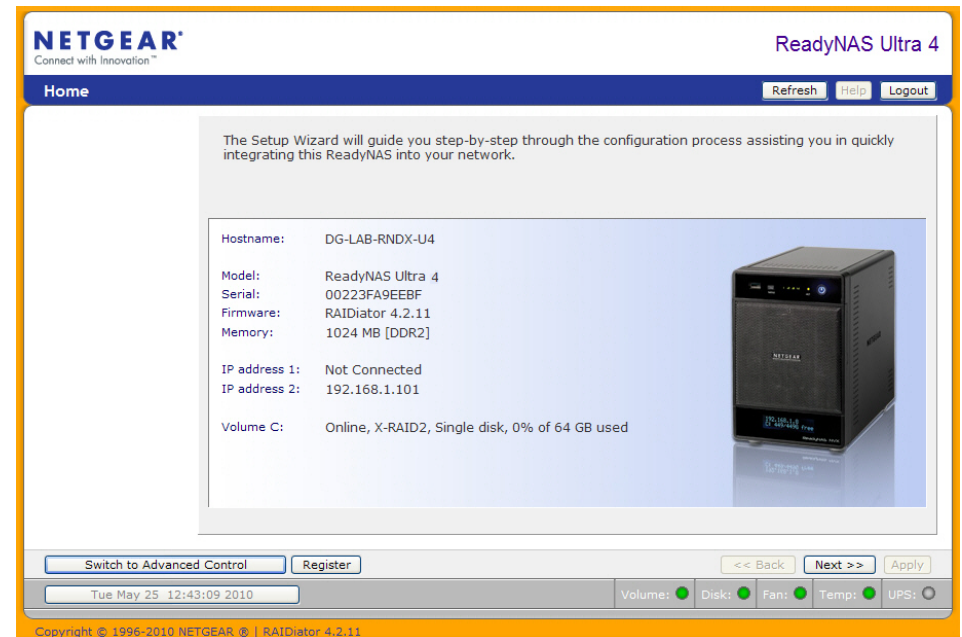 NETGEAR®
Connect with Innovation™
ReadyNAS Ultra 4
Home
Refresh Help Logout
The Setup Wizard will guide you step-by-step through the configuration process assisting you in quickly
integrating this ReadyNAS into your network.
Hostname: DG-LAB-RNDX-U4
Model: ReadyNAS Ultra 4
Serial: 00223FA9EEBF
Firmware: RAIDiator 4.2.11
Memory: 1024 MB [DDR2]
IP address 1: Not Connected
IP address 2: 192.168.1.101
Volume C: Online, X-RAID2, Single disk, 0% of 64 GB used
NETGEAR
Switch to Advanced Control Register << Back Next >> Apply
Tue May 25 12:43:09 2010 Volume: Disk: Fan: Temp: UPS:
Copyright © 1996-2010 NETGEAR ® | RAIDiator 4.2.11